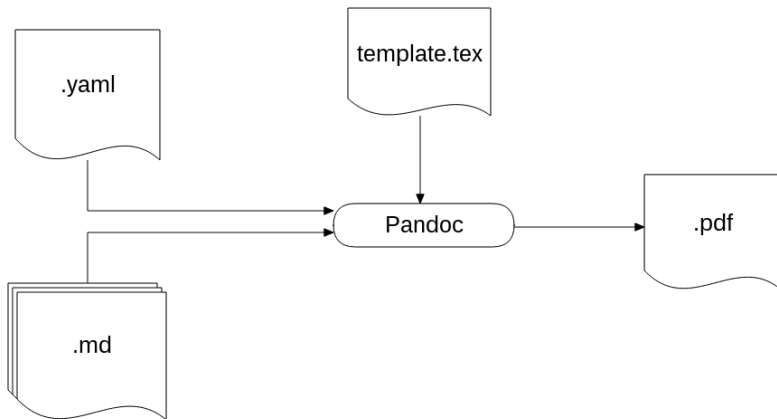 .yaml
template.tex
Pandoc
.pdf
.md